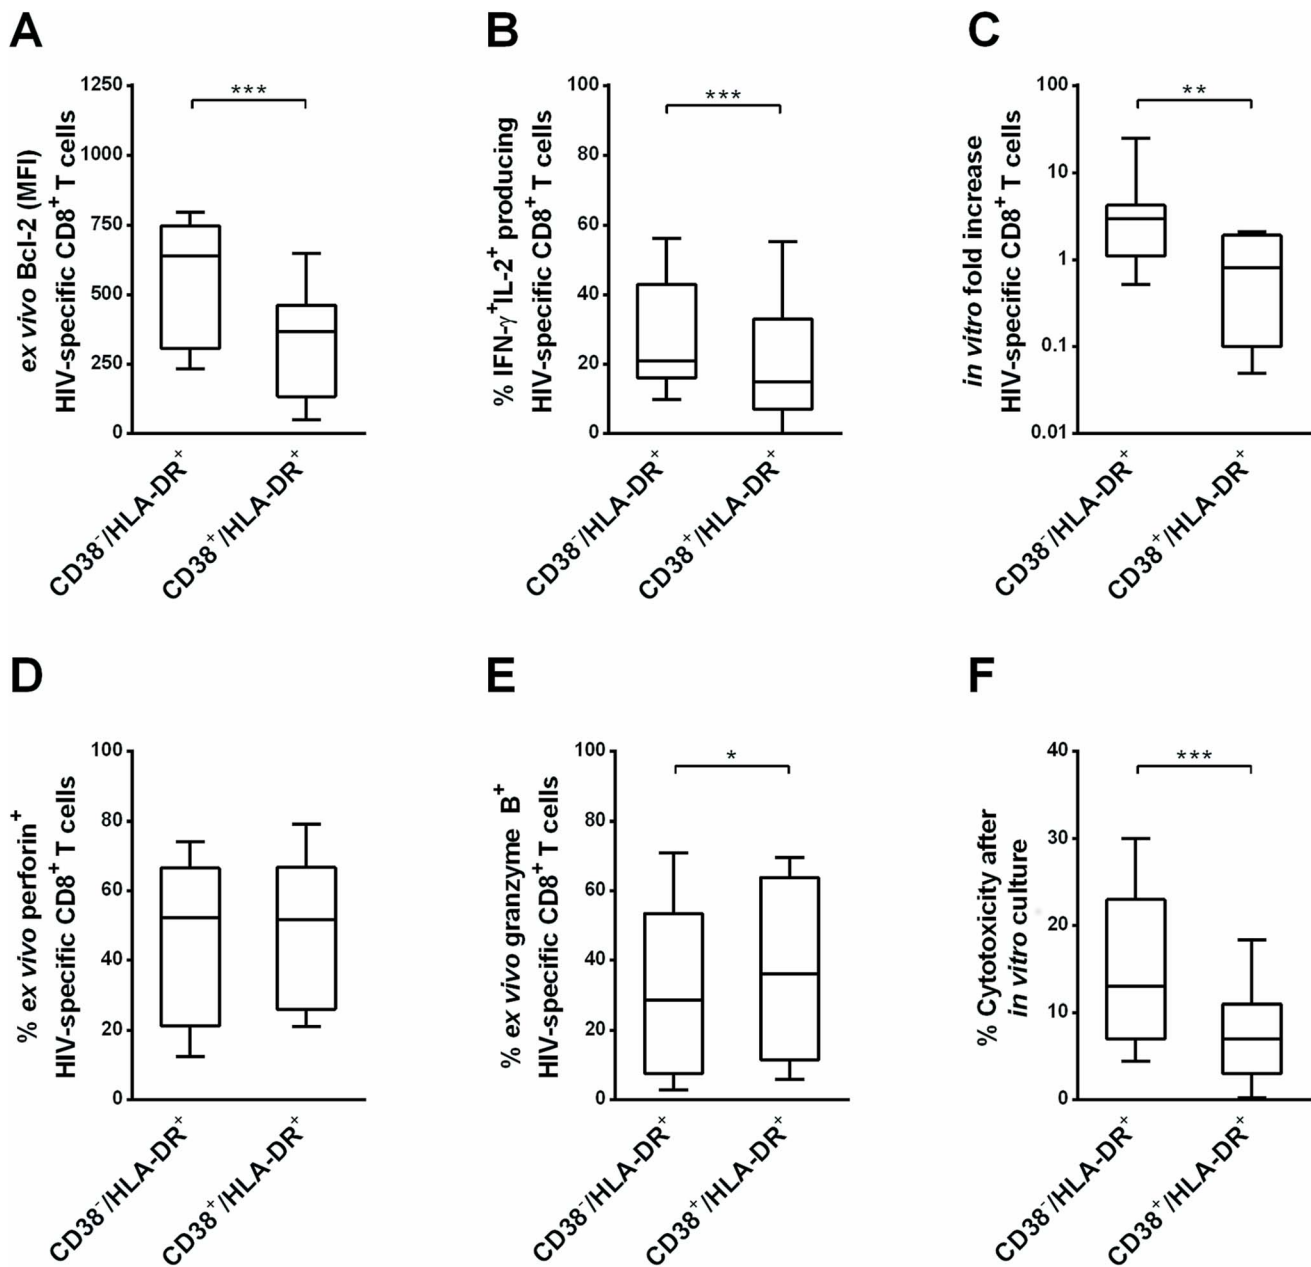 A
ex vivo Bcl-2 (MFI)
HIV-specific CD8⁺ T cells
1250
1000
750
500
250
0
***
CD38⁻/HLA-DR⁺
CD38⁺/HLA-DR⁺
B
% IFN-γ⁺IL-2⁺ producing
HIV-specific CD8⁺ T cells
100
80
60
40
20
0
***
CD38⁻/HLA-DR⁺
CD38⁺/HLA-DR⁺
C
in vitro fold increase
HIV-specific CD8⁺ T cells
100
10
1
0.1
0.01
**
CD38⁻/HLA-DR⁺
CD38⁺/HLA-DR⁺
D
% ex vivo perforin⁺
HIV-specific CD8⁺ T cells
100
80
60
40
20
0
CD38⁻/HLA-DR⁺
CD38⁺/HLA-DR⁺
E
% ex vivo granzyme B⁺
HIV-specific CD8⁺ T cells
100
80
60
40
20
0
*
CD38⁻/HLA-DR⁺
CD38⁺/HLA-DR⁺
F
% Cytotoxicity after
in vitro culture
40
30
20
10
0
***
CD38⁻/HLA-DR⁺
CD38⁺/HLA-DR⁺